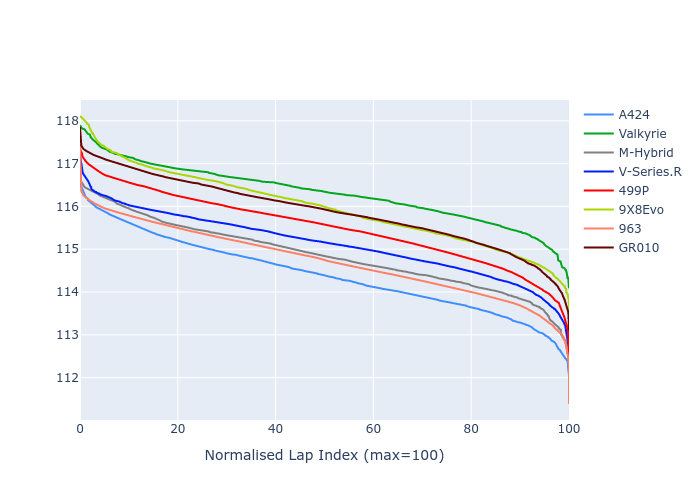 118
117
116
115
114
113
112
0 20 40 60 80 100
Normalised Lap Index (max=100)
A424
Valkyrie
M-Hybrid
V-Series.R
499P
9X8Evo
963
GR010